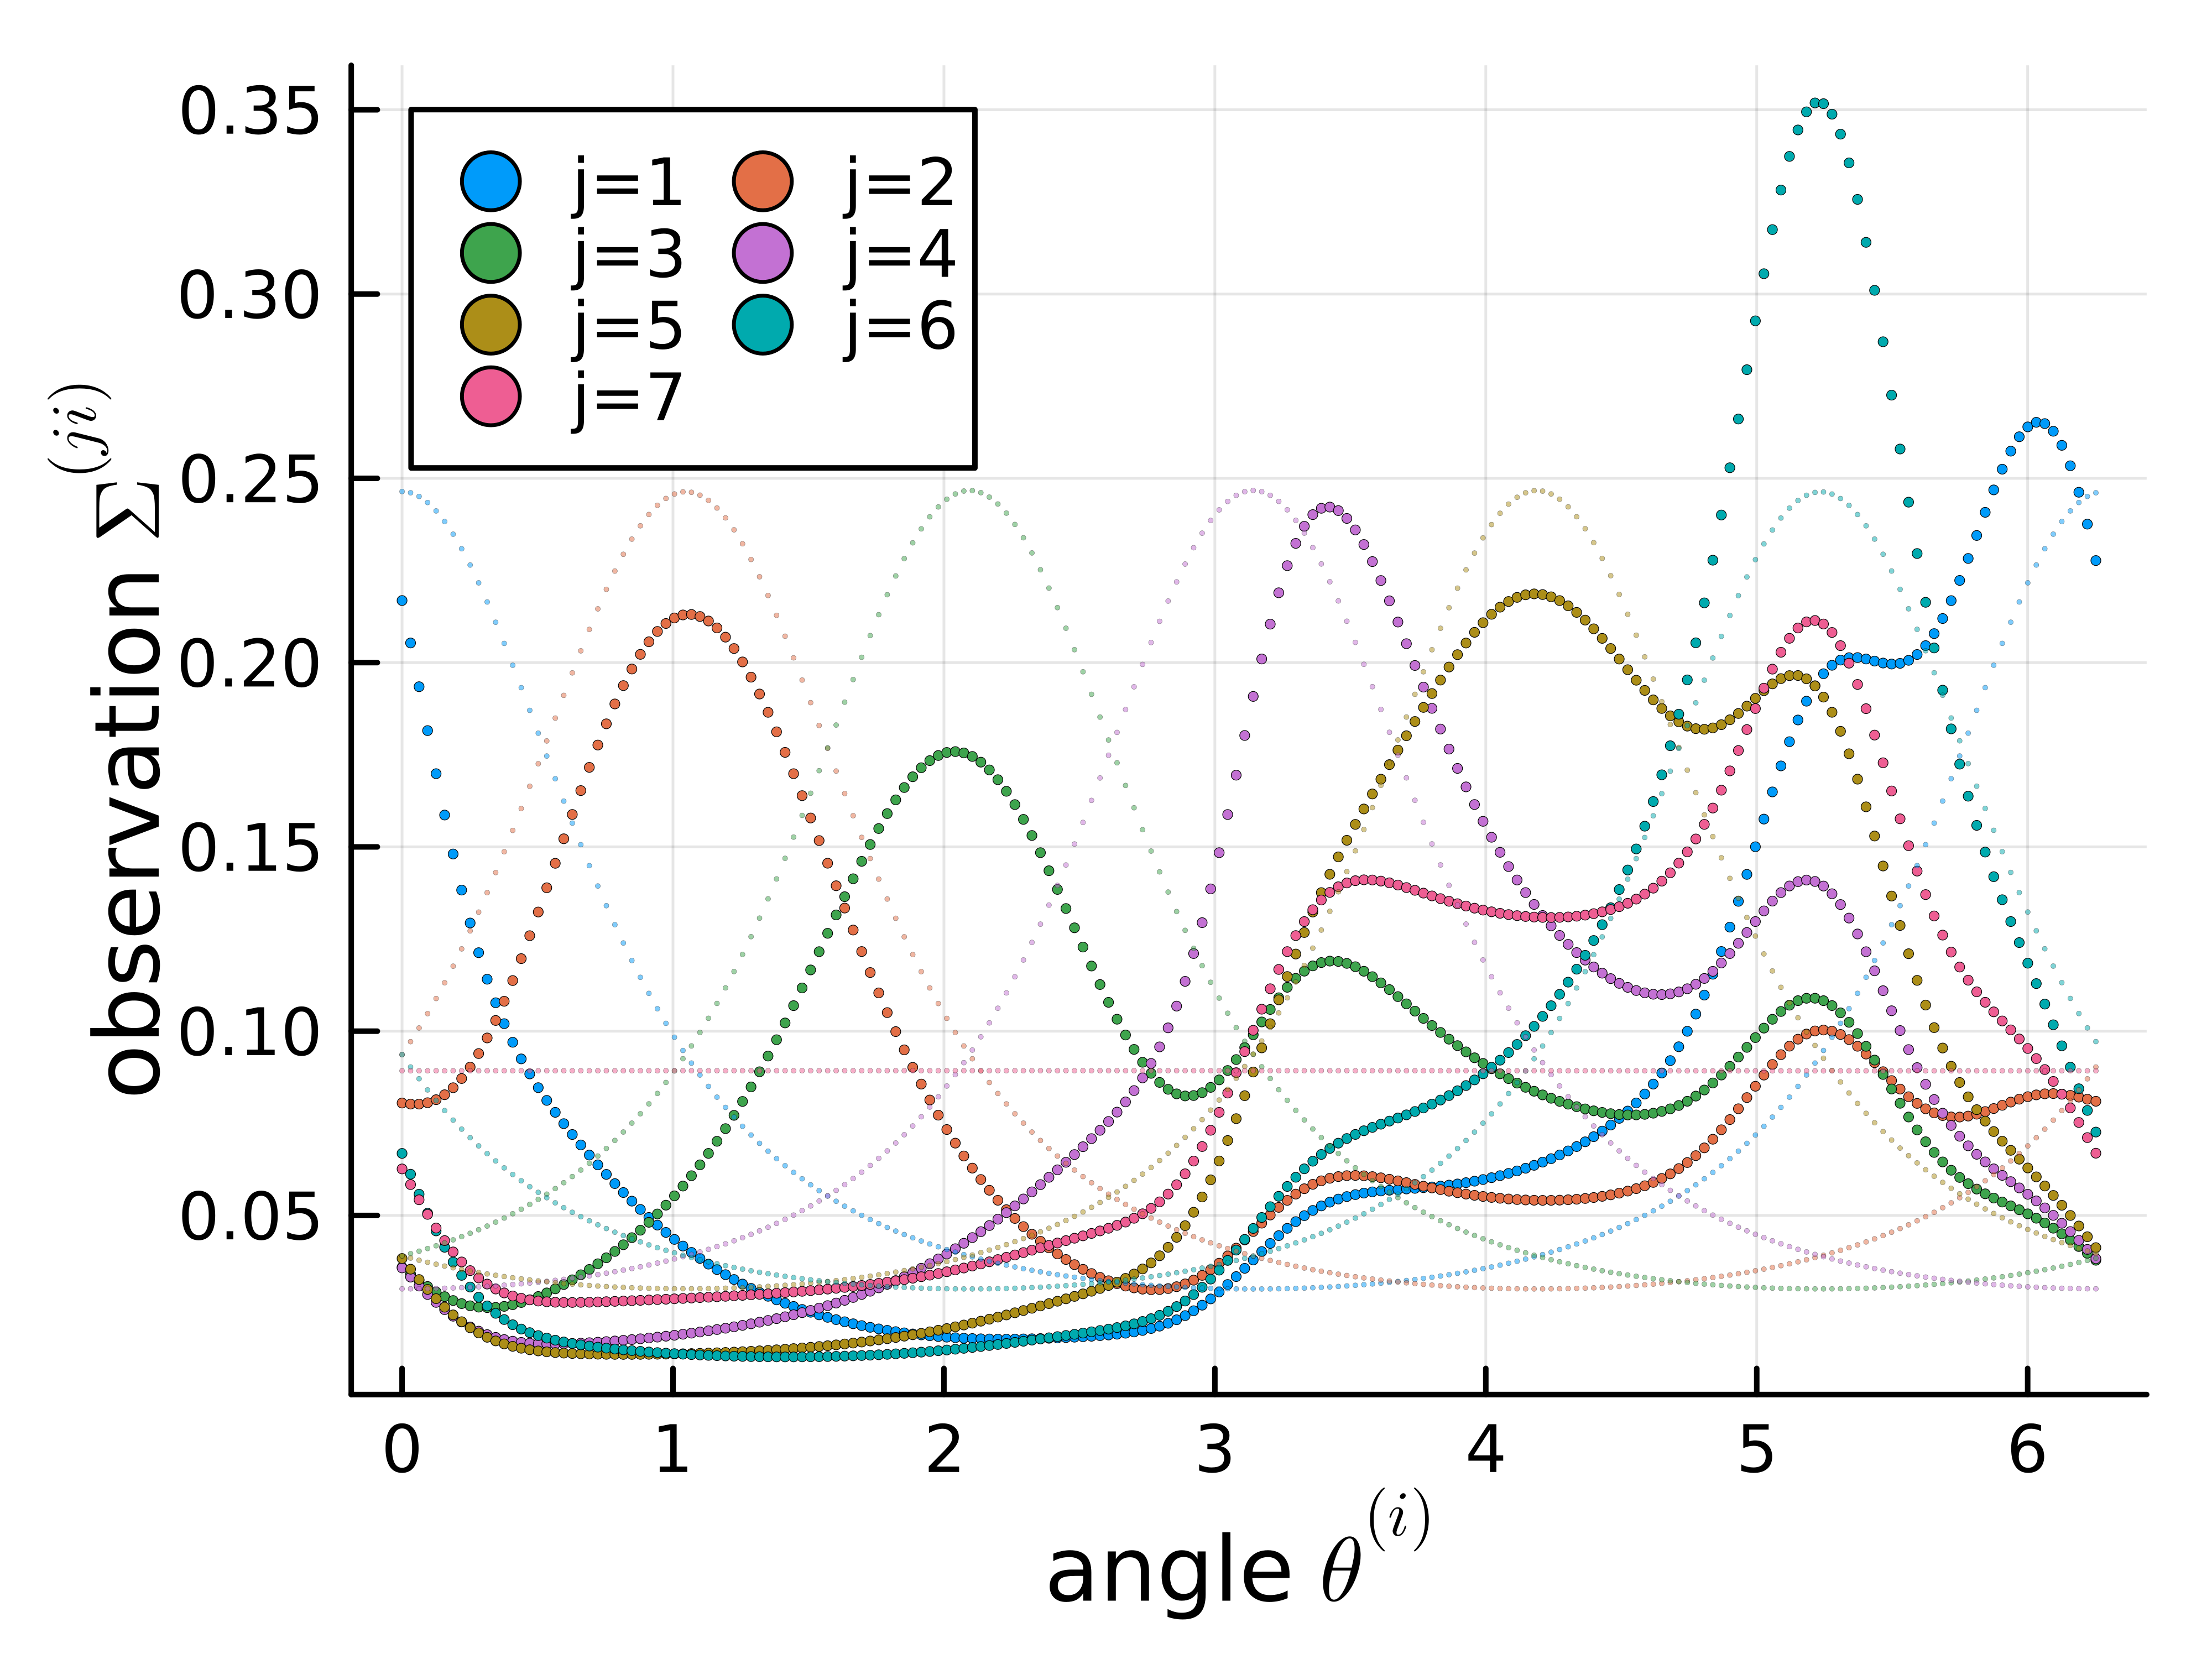 observation Σ^(ji)
0.35
0.30
0.25
0.20
0.15
0.10
0.05
j=1 j=2
j=3 j=4
j=5 j=6
j=7
0 1 2 3 4 5 6
angle θ^(i)